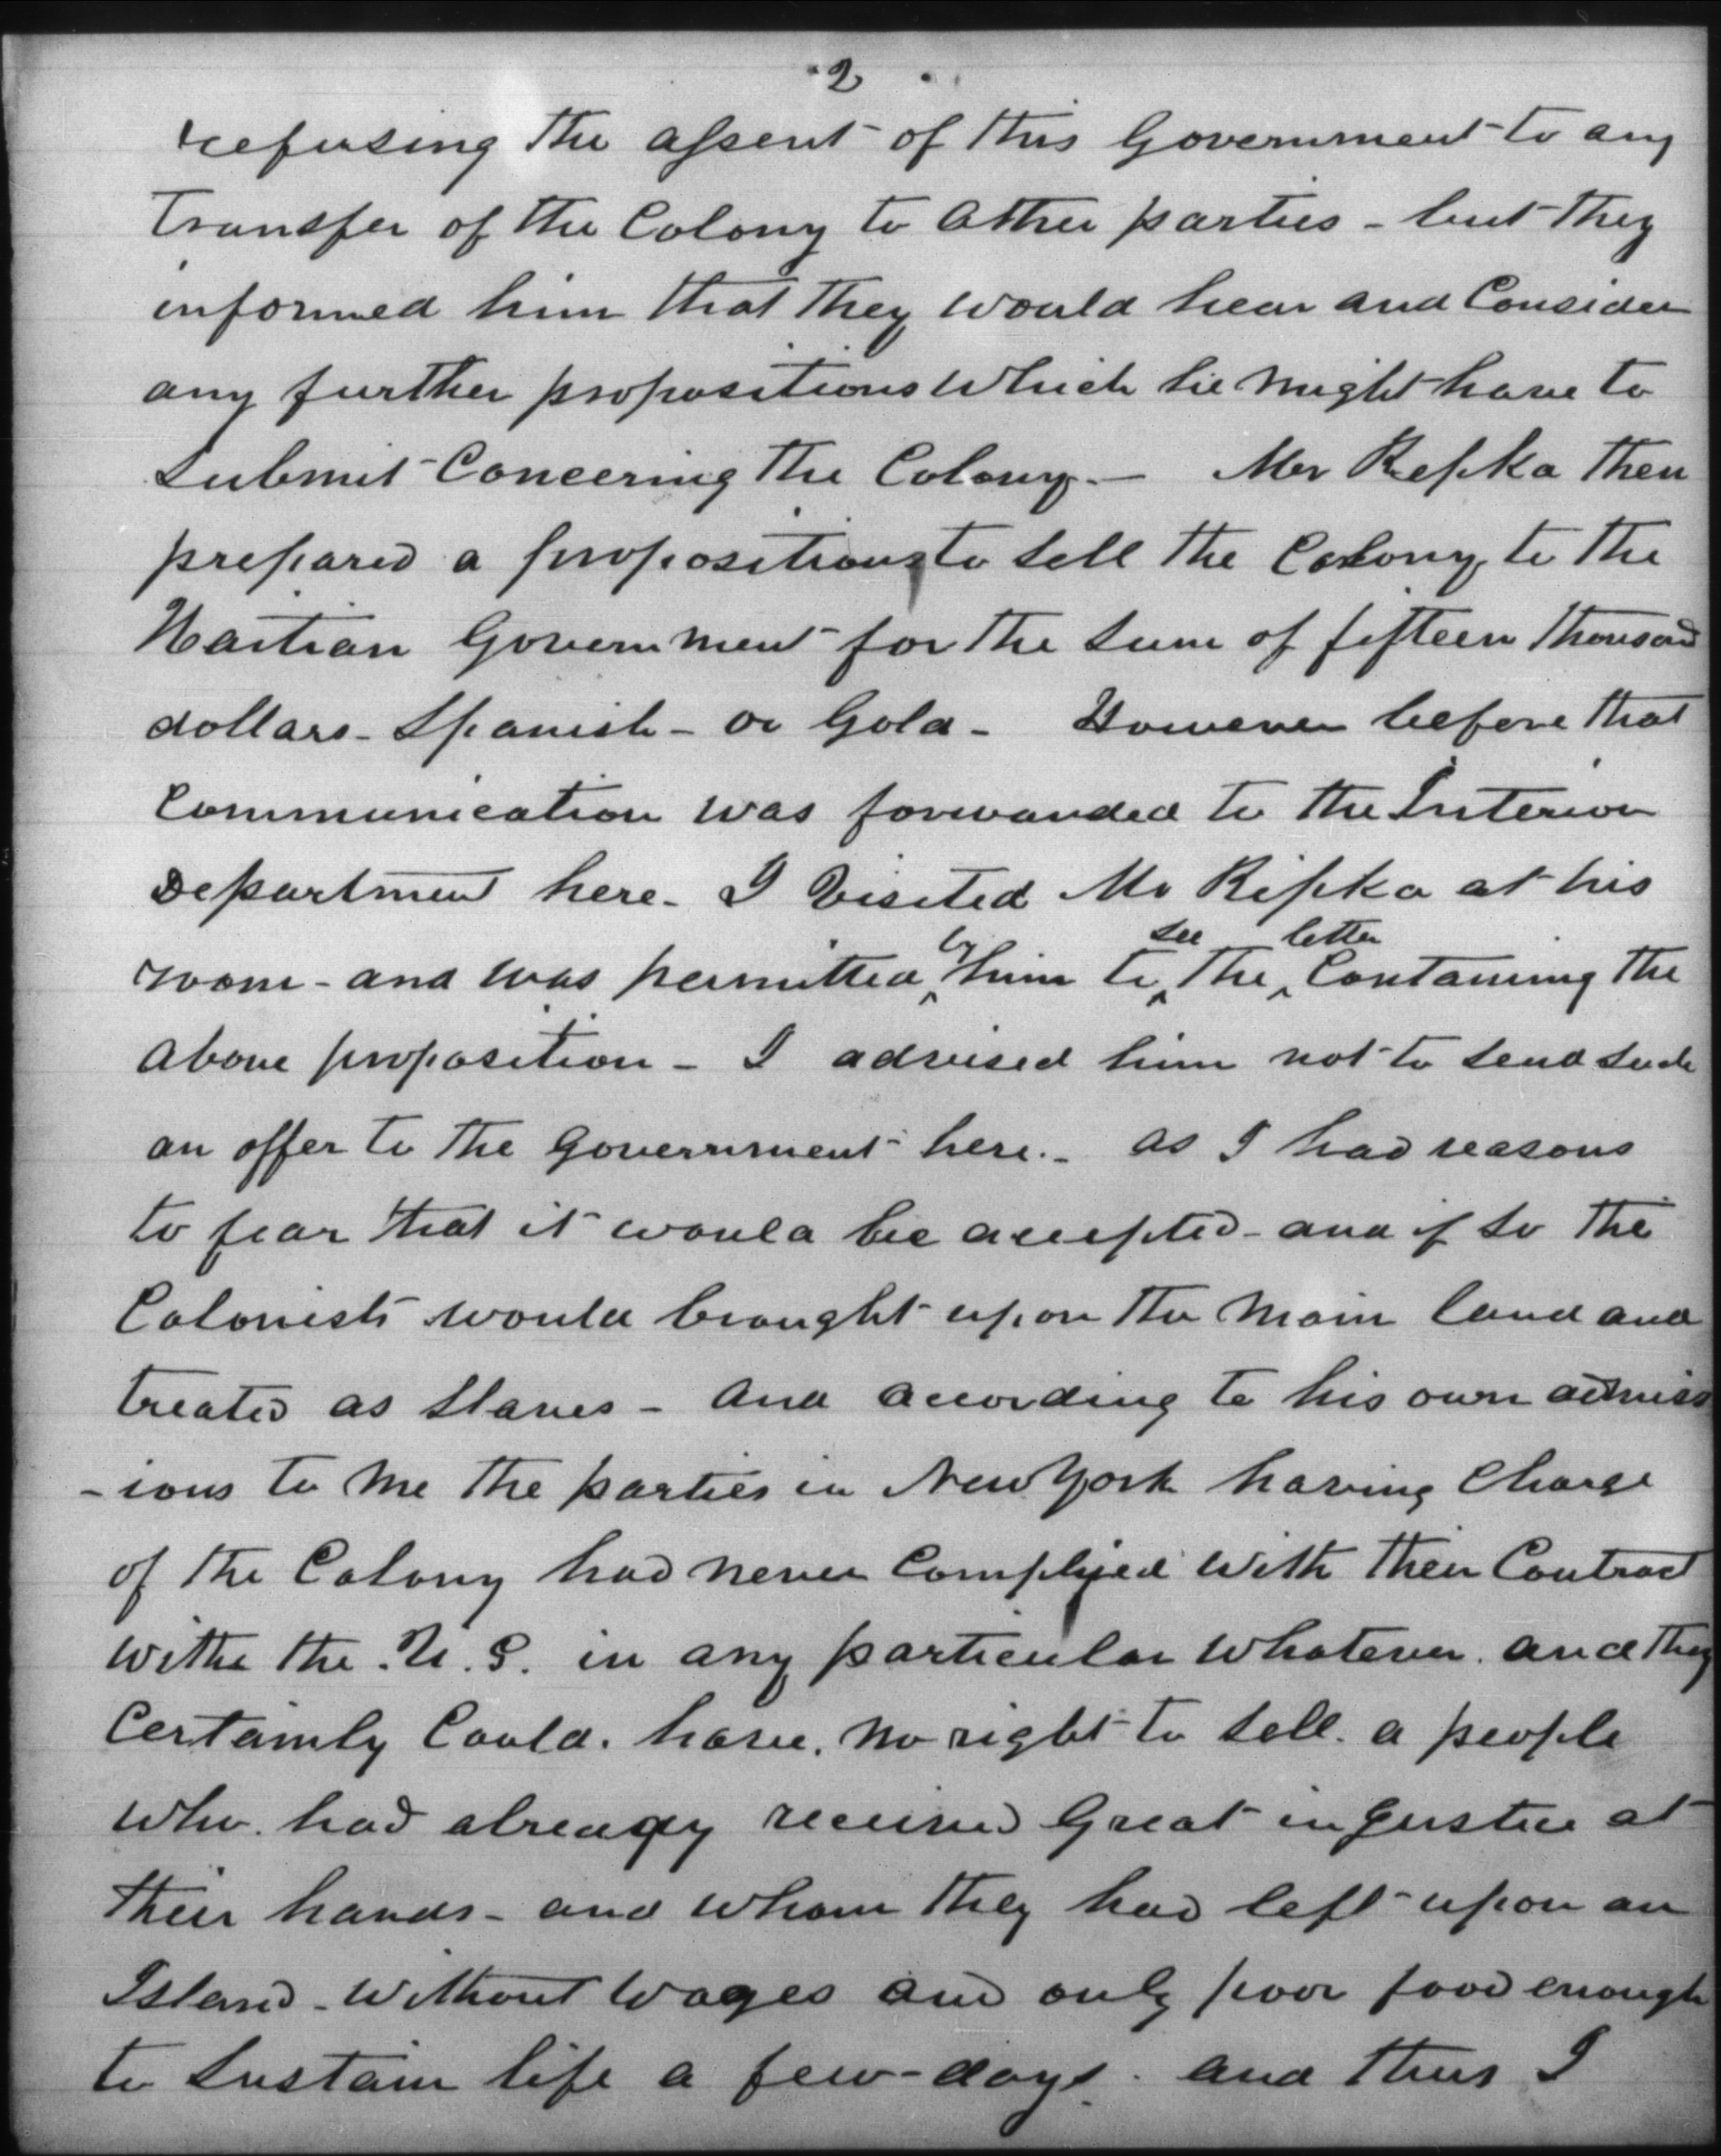 2
refusing the assent of this Government to any
transfer of the Colony to other parties - but they
informed him that they would hear and Consider
any further propositions which he might have to
submit Concering the Colony. — Mr Repka then
prepared a propositions to sell the Colony to the
Haitian Government for the sum of fifteen thousand
dollars - Spanish - or Gold - However before that
Communication was forwarded to the Interior
Department here - I visited Mr Ripka at his
room - and was permitted by him to see the letter Containing the
above proposition - I advised him not to send such
an offer to the Government here. - as I had reasons
to fear that it would be accepted - and if so the
Colonists would brought upon the Main land and
treated as slaves - and according to his own admiss
-ions to me the parties in New York having Charge
of the Colony had never Complyed with their Contract
withe the U. S. in any particular whatever. and they
Certainly Could. have. no right to sell. a people
who. had already received Great injustice at
their hands - and whom they had left upon an
Island - without wages and only poor food enough
to sustain life a few-days. and thus I